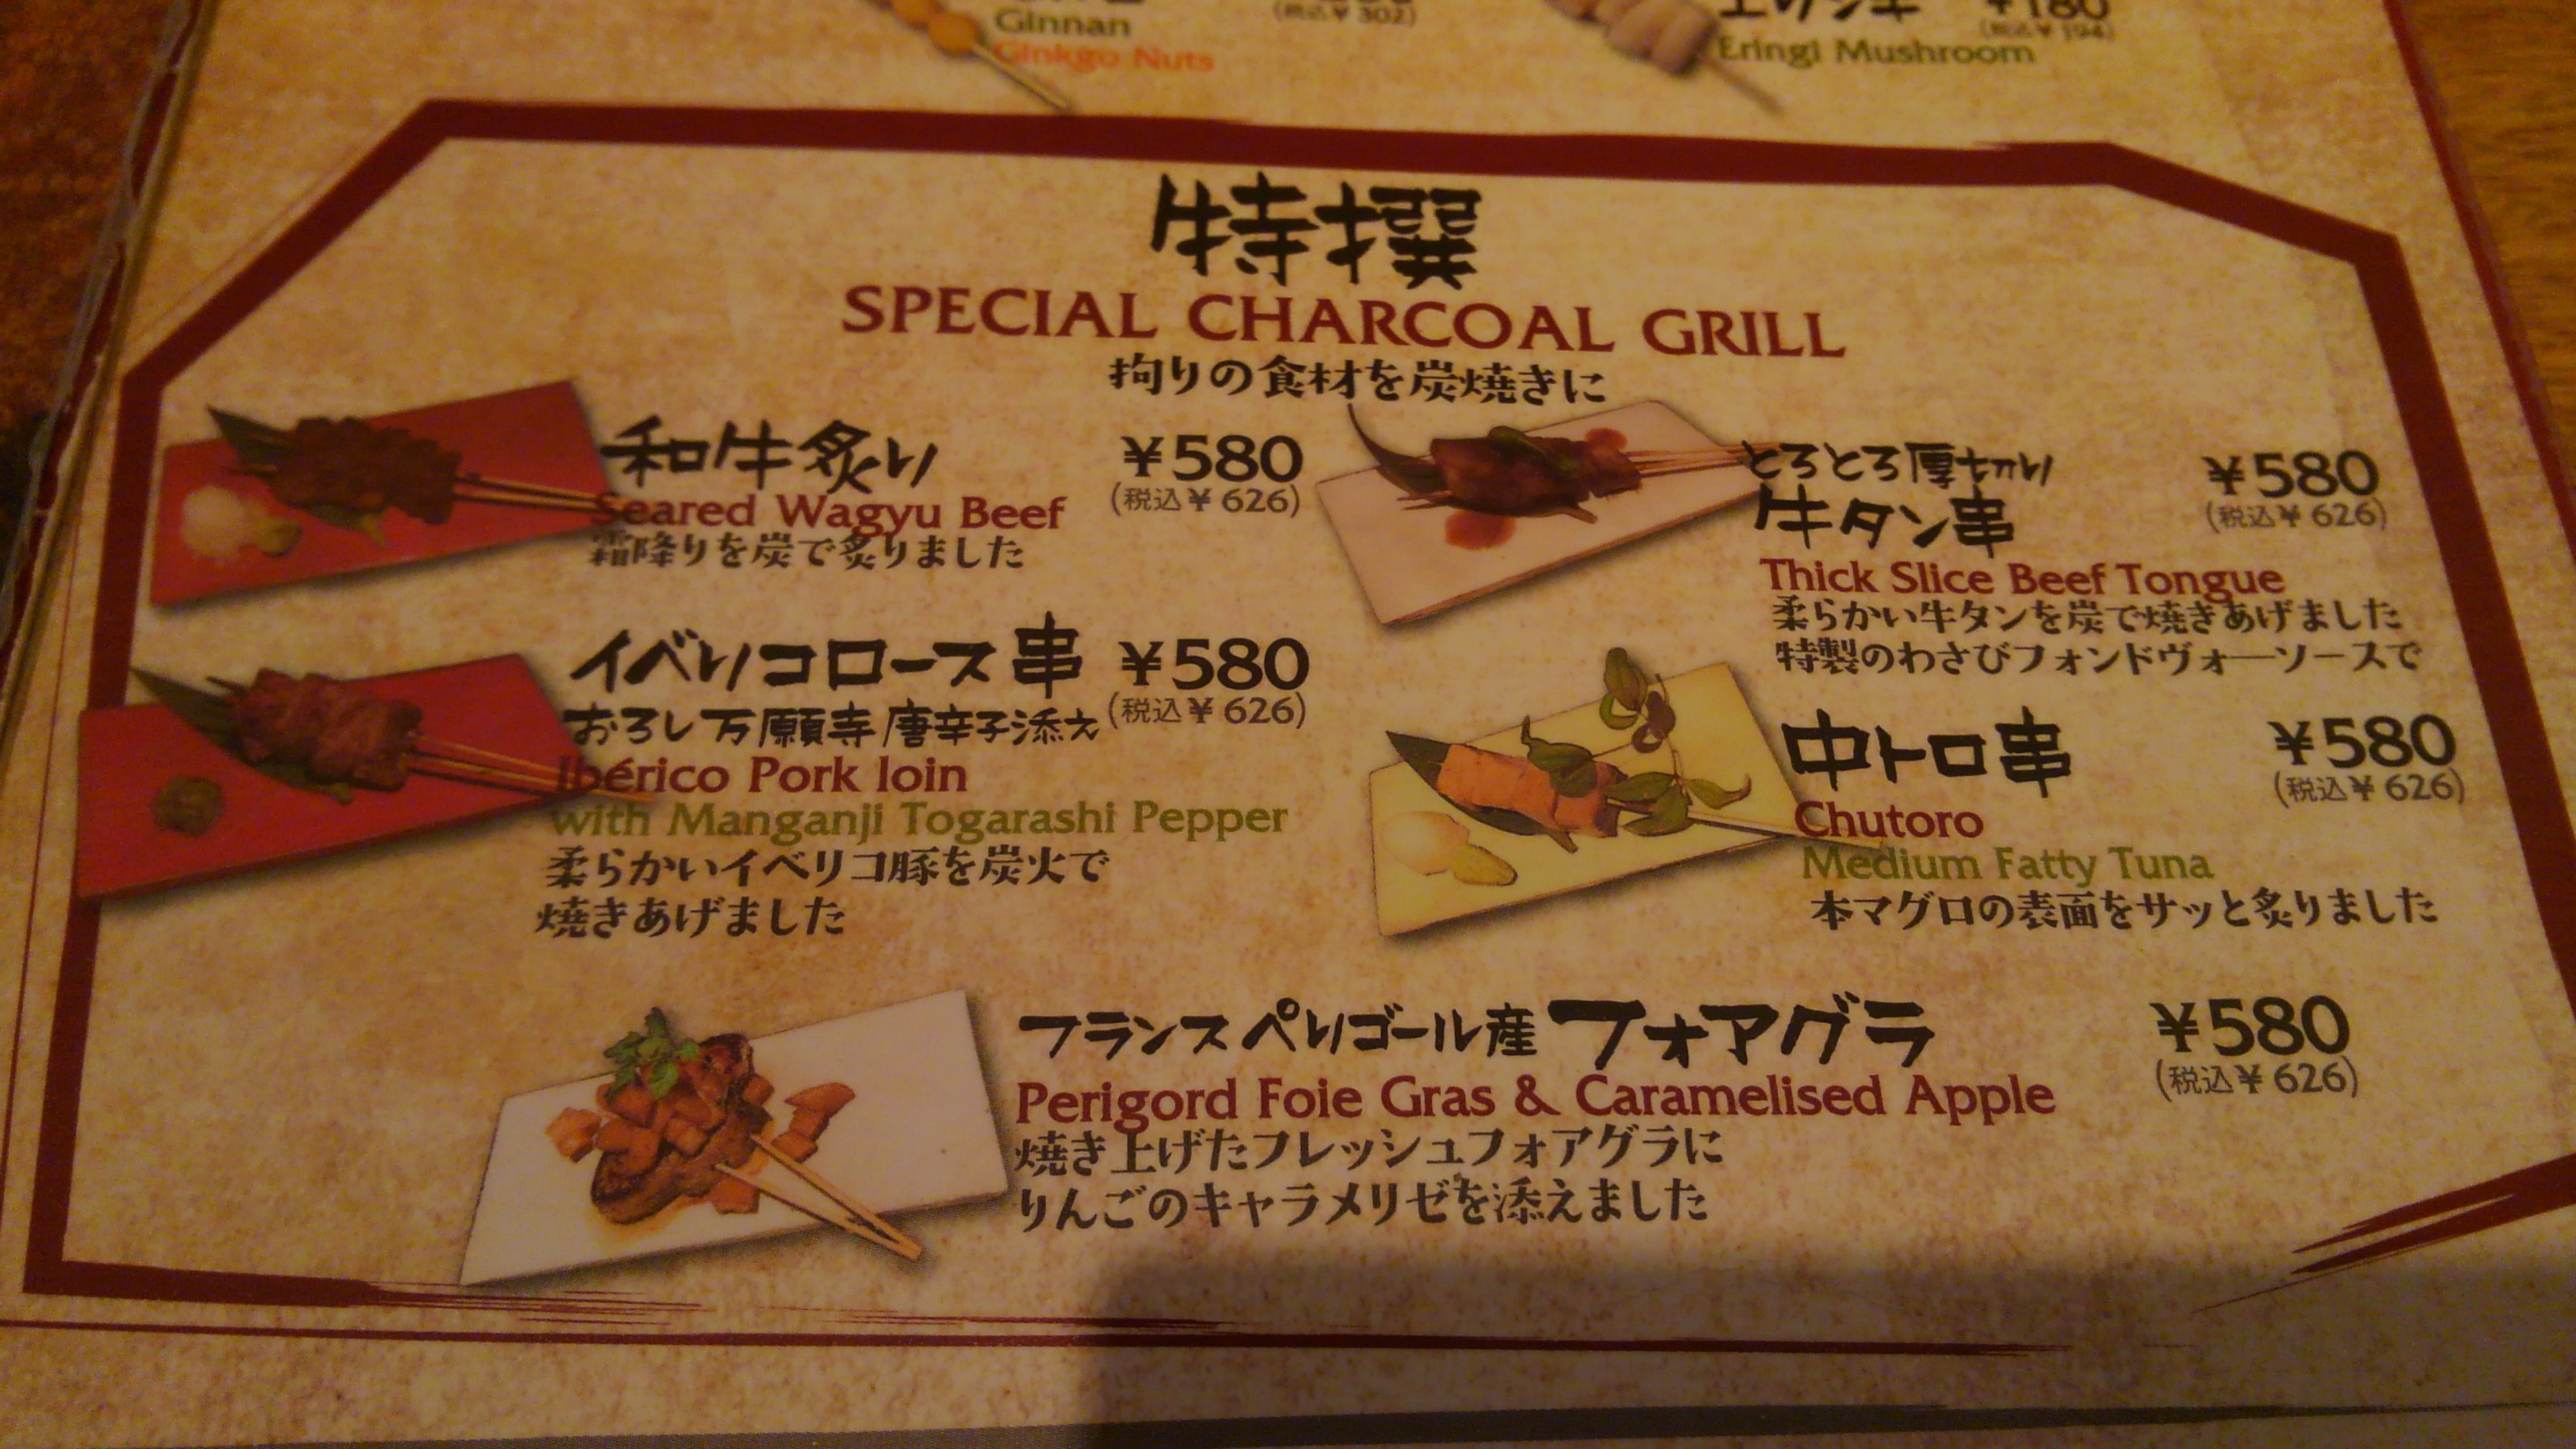 Ginnan
(税込¥302)
Ginkgo Nuts
エリンギ ¥180
(税込¥194)
Eringi Mushroom
特撰
SPECIAL CHARCOAL GRILL
拘りの食材を炭焼きに
和牛炙り ¥580
(税込¥626)
Seared Wagyu Beef
霜降りを炭で炙りました
イベリコロース串 ¥580
(税込¥626)
おろし万願寺唐辛子添え
Ibérico Pork loin
with Manganji Togarashi Pepper
柔らかいイベリコ豚を炭火で
焼きあげました
とろとろ厚切り
牛タン串
¥580
(税込¥626)
Thick Slice Beef Tongue
柔らかい牛タンを炭で焼きあげました
特製のわさびフォンドヴォーソースで
中トロ串 ¥580
(税込¥626)
Chutoro
Medium Fatty Tuna
本マグロの表面をサッと炙りました
フランスペリゴール産フォアグラ ¥580
(税込¥626)
Perigord Foie Gras & Caramelised Apple
焼き上げたフレッシュフォアグラに
りんごのキャラメリゼを添えました